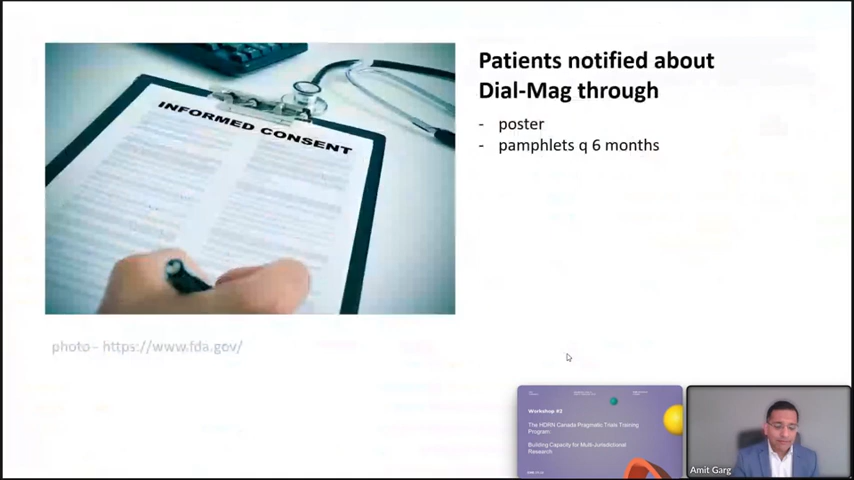 INFORMED CONSENT
Patients notified about
Dial-Mag through
- poster
- pamphlets q 6 months
photo - https://www.fda.gov/
Workshop #2
The HDRN Canada Pragmatic Trials Training
Program:
Building Capacity for Multi-Jurisdictional
Research
Amit Garg